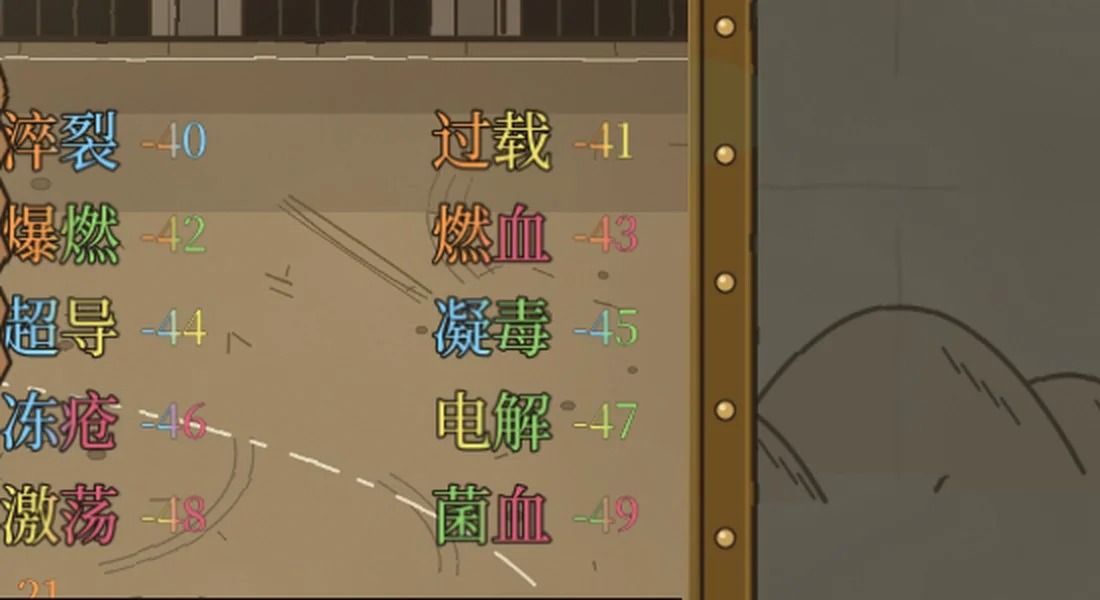 淬裂 -40 过载 -41
爆燃 -42 燃血 -43
超导 -44 凝毒 -45
冻疮 -46 电解 -47
激荡 -48 菌血 -49